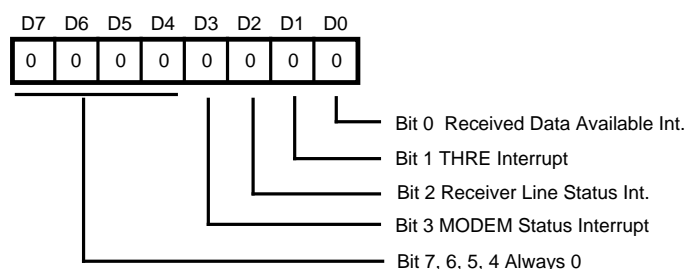 D7 D6 D5 D4 D3 D2 D1 D0
0 0 0 0 0 0 0 0
Bit 0 Received Data Available Int.
Bit 1 THRE Interrupt
Bit 2 Receiver Line Status Int.
Bit 3 MODEM Status Interrupt
Bit 7, 6, 5, 4 Always 0